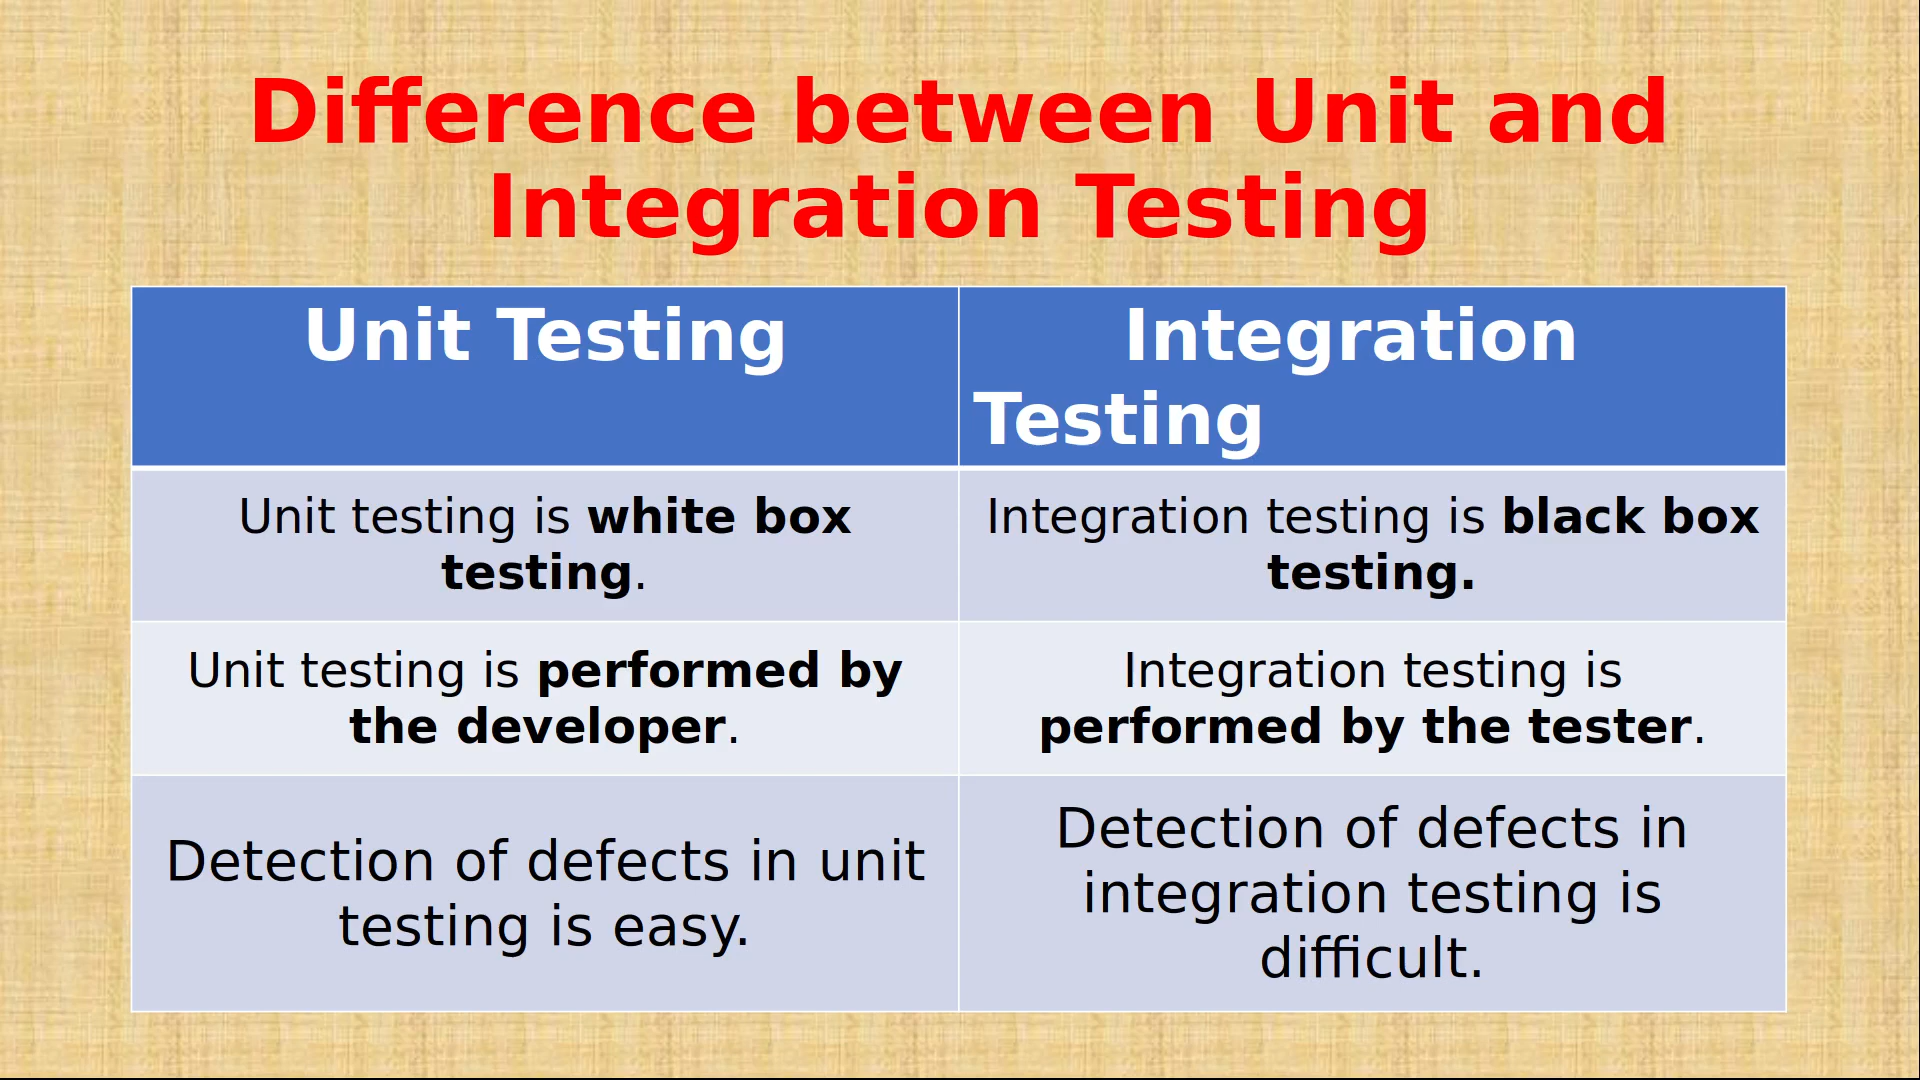 Difference between Unit and
Integration Testing
Unit Testing
Integration
Testing
Unit testing is white box
testing.
Integration testing is black box
testing.
Unit testing is performed by
the developer.
Integration testing is
performed by the tester.
Detection of defects in unit
testing is easy.
Detection of defects in
integration testing is
difficult.